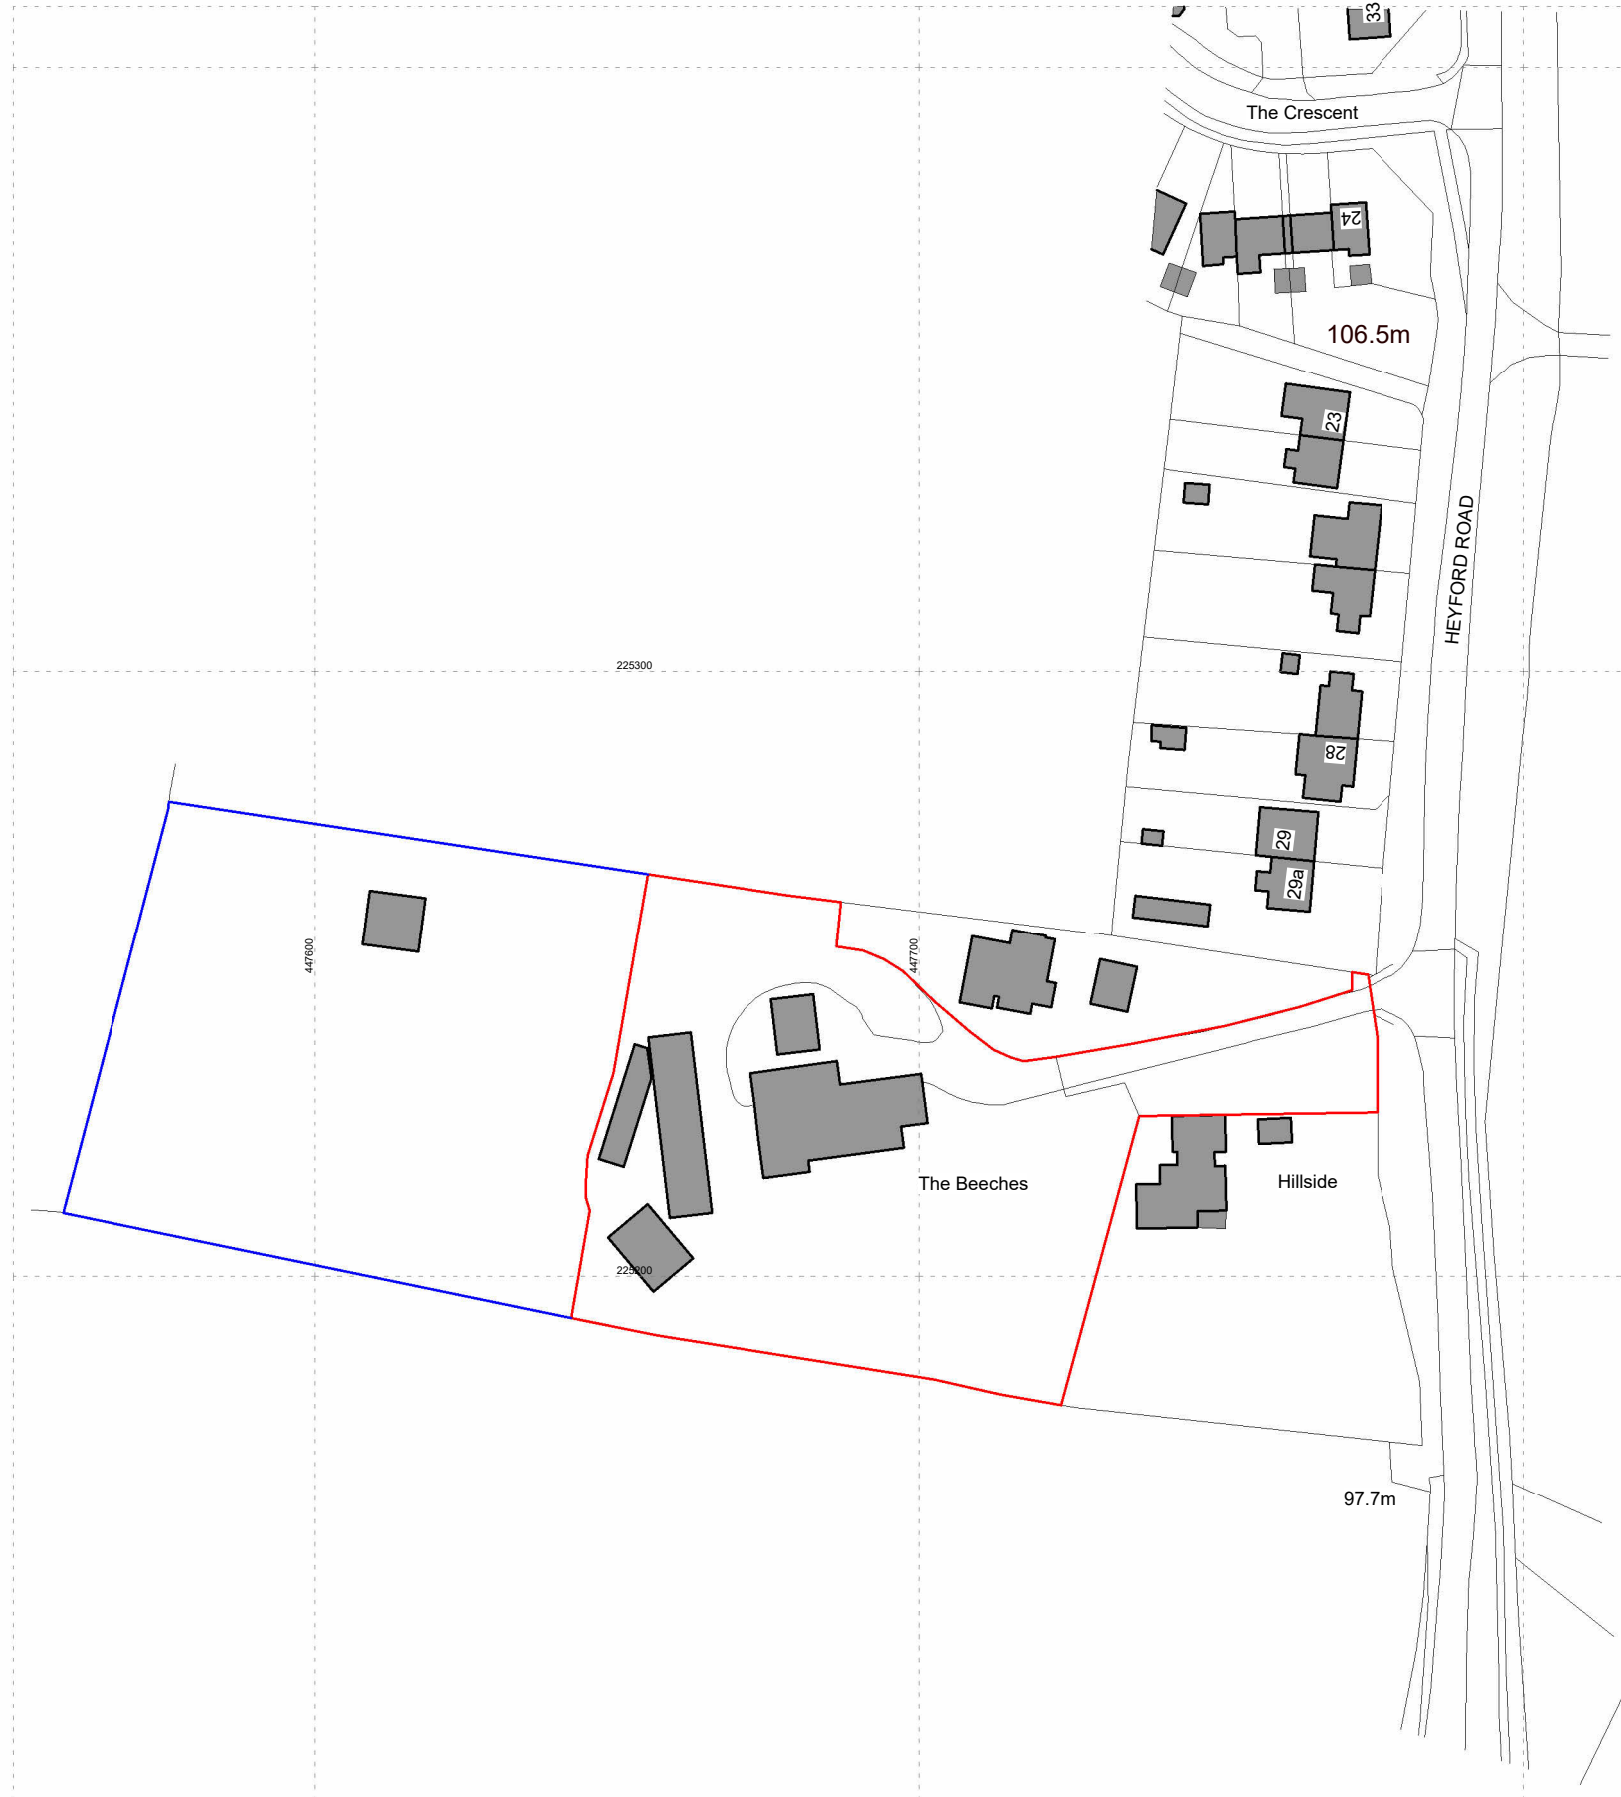 33
The Crescent
24
106.5m
23
HEYFORD ROAD
225300
28
29
29a
447600
447700
The Beeches
Hillside
225200
97.7m